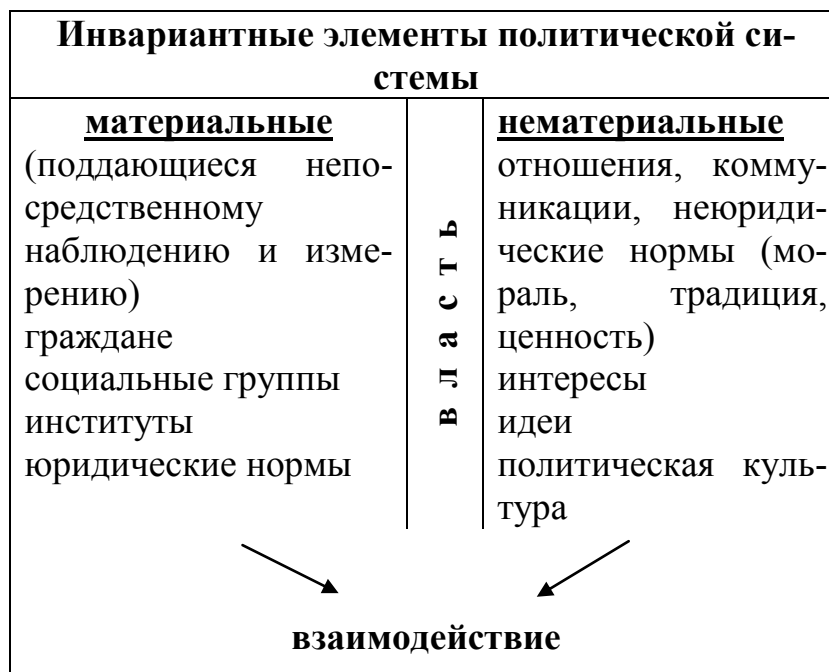 Инвариантные элементы политической си-
стемы
материальные
(поддающиеся непо-
средственному
наблюдению и изме-
рению)
граждане
социальные группы
институты
юридические нормы
власть
нематериальные
отношения, комму-
никации, неюриди-
ческие нормы (мо-
раль, традиция,
ценность)
интересы
идеи
политическая куль-
тура
взаимодействие